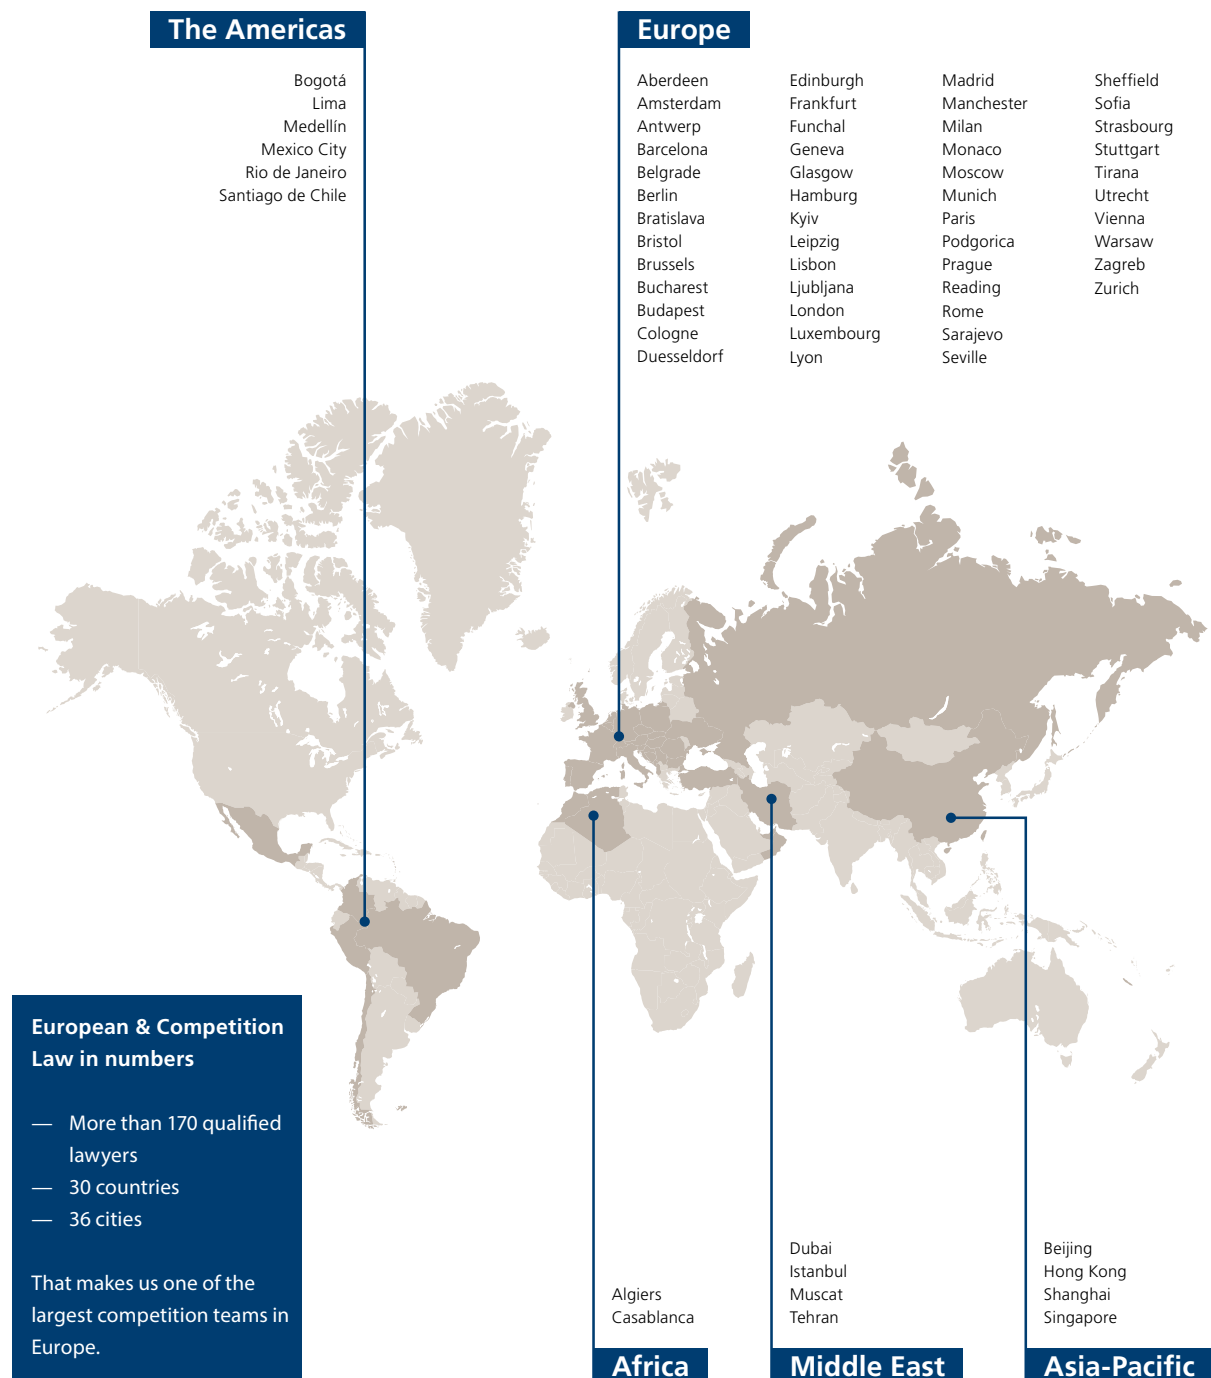 The Americas
Bogotá
Lima
Medellín
Mexico City
Rio de Janeiro
Santiago de Chile
Europe
Aberdeen
Amsterdam
Antwerp
Barcelona
Belgrade
Berlin
Bratislava
Bristol
Brussels
Bucharest
Budapest
Cologne
Duesseldorf
Edinburgh
Frankfurt
Funchal
Geneva
Glasgow
Hamburg
Kyiv
Leipzig
Lisbon
Ljubljana
London
Luxembourg
Lyon
Madrid
Manchester
Milan
Monaco
Moscow
Munich
Paris
Podgorica
Prague
Reading
Rome
Sarajevo
Seville
Sheffield
Sofia
Strasbourg
Stuttgart
Tirana
Utrecht
Vienna
Warsaw
Zagreb
Zurich
European & Competition
Law in numbers
— More than 170 qualified
lawyers
— 30 countries
— 36 cities
That makes us one of the
largest competition teams in
Europe.
Algiers
Casablanca
Africa
Dubai
Istanbul
Muscat
Tehran
Middle East
Beijing
Hong Kong
Shanghai
Singapore
Asia-Pacific